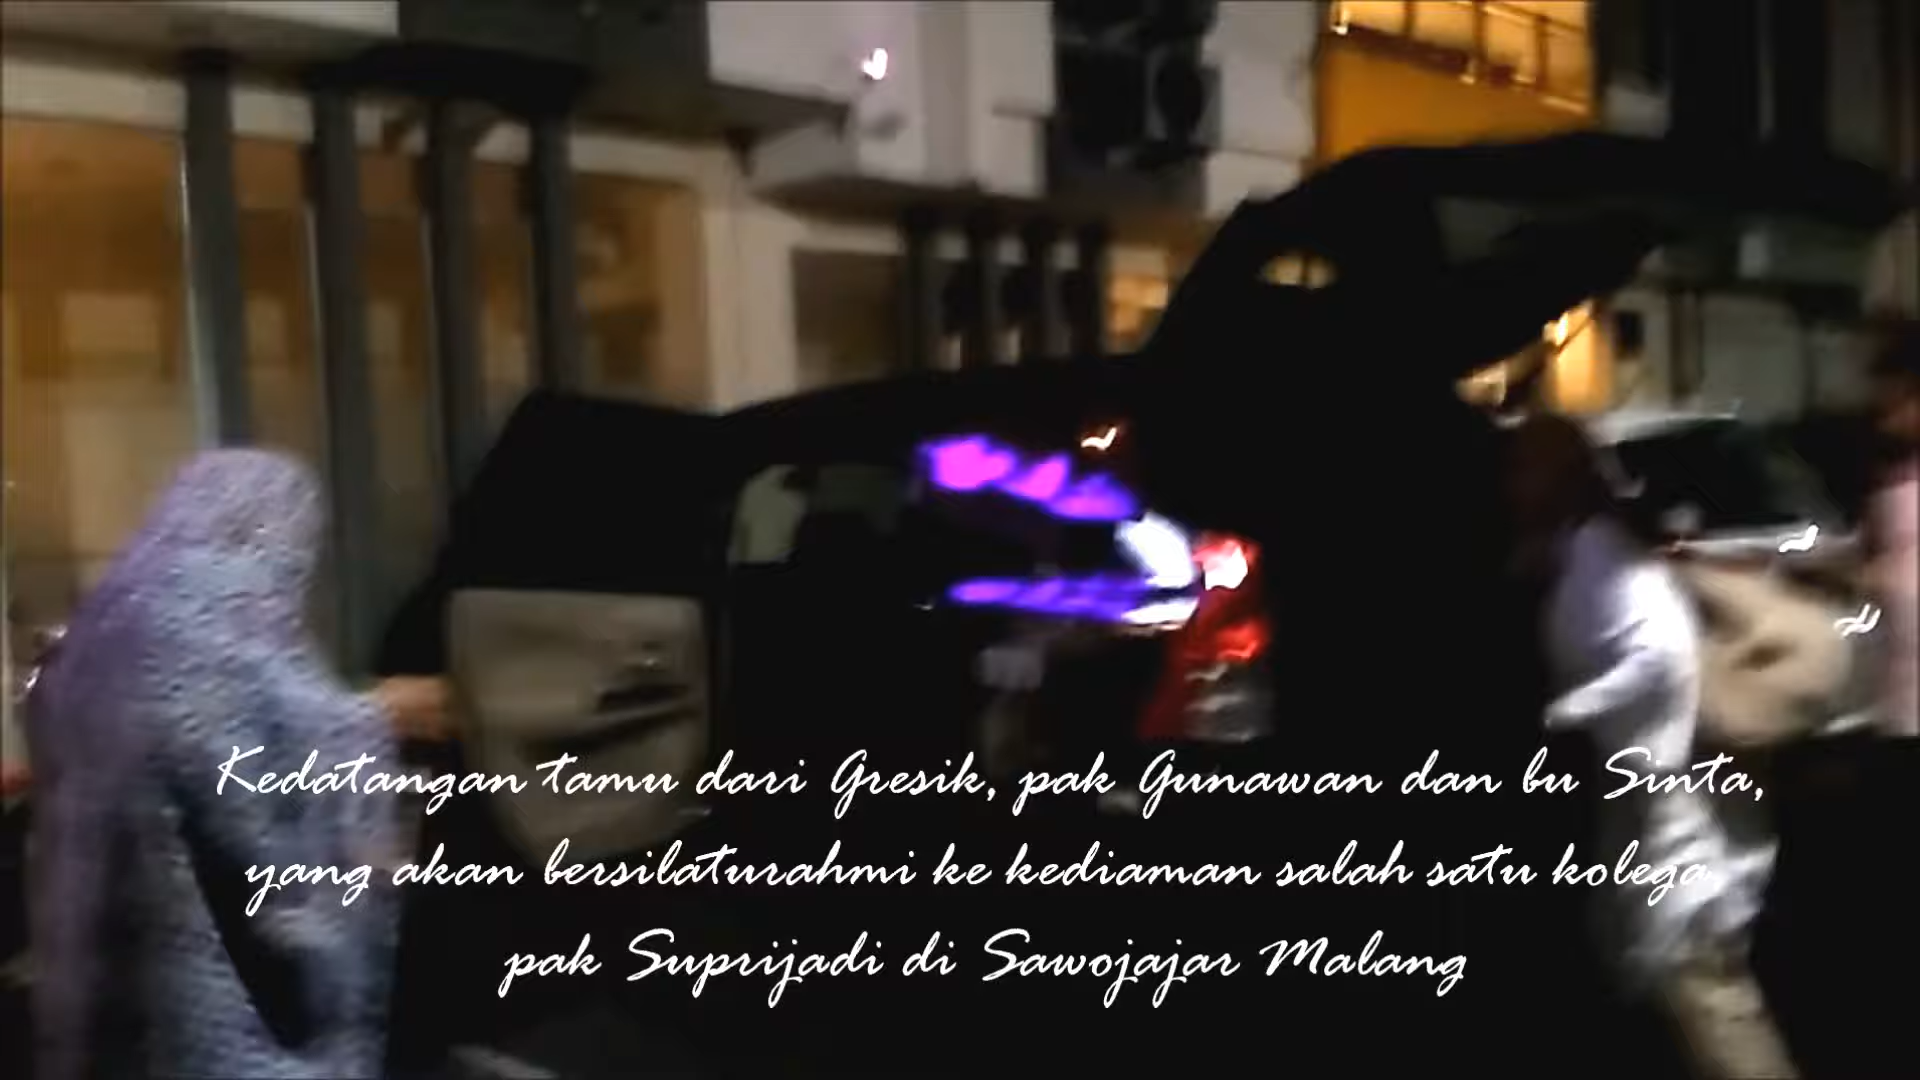 Kedatangan tamu dari Gresik, pak Gunawan dan bu Sinta,
yang akan bersilaturahmi ke kediaman salah satu kolega,
pak Suprijadi di Sawojajar Malang